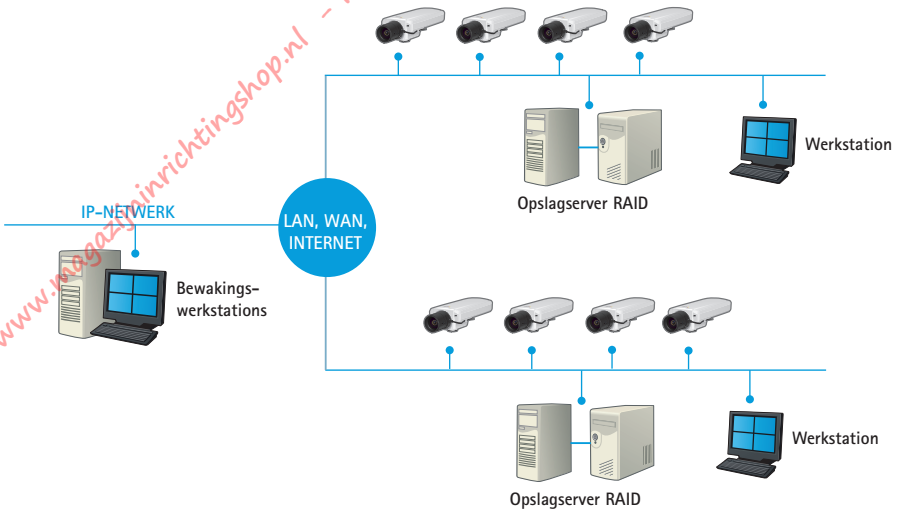 www.magazijninrichtingshop.nl -
Werkstation
Opslagserver RAID
IP-NETWERK
LAN, WAN,
INTERNET
Bewakings-
werkstations
Werkstation
Opslagserver RAID